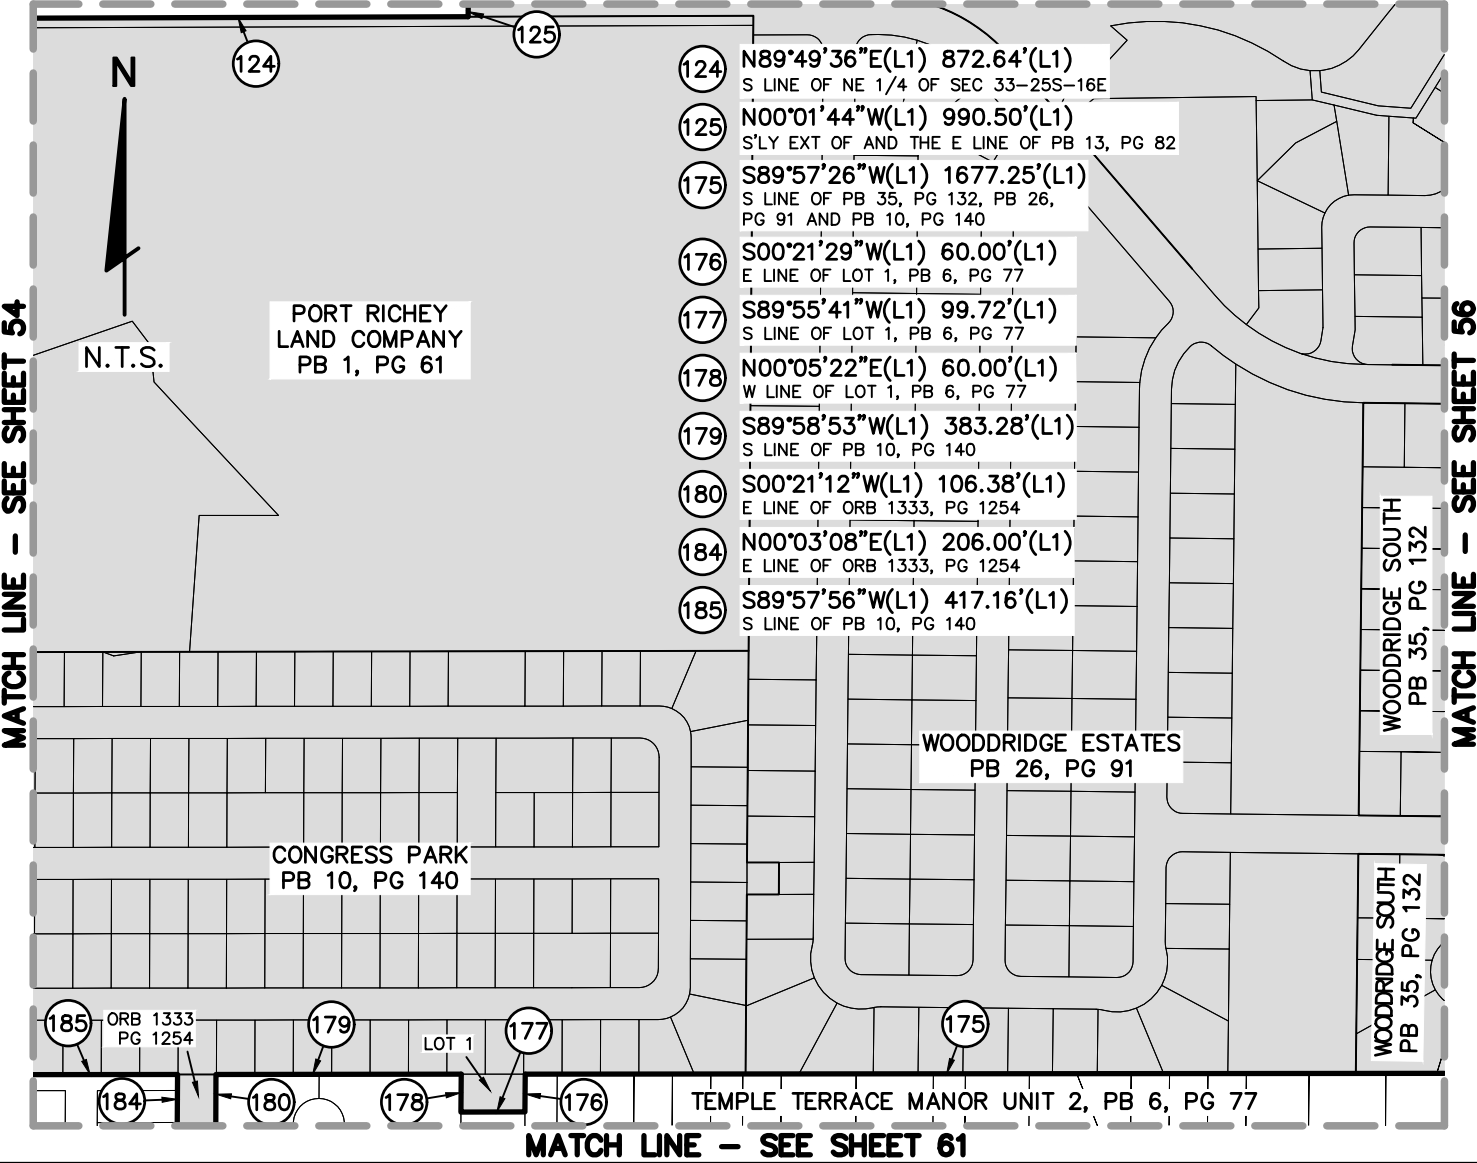 124
125
N
N.T.S.
MATCH LINE - SEE SHEET 54
PORT RICHEY
LAND COMPANY
PB 1, PG 61
124 N89°49'36"E(L1) 872.64'(L1)
S LINE OF NE 1/4 OF SEC 33-25S-16E
125 N00°01'44"W(L1) 990.50'(L1)
S'LY EXT OF AND THE E LINE OF PB 13, PG 82
175 S89°57'26"W(L1) 1677.25'(L1)
S LINE OF PB 35, PG 132, PB 26,
PG 91 AND PB 10, PG 140
176 S00°21'29"W(L1) 60.00'(L1)
E LINE OF LOT 1, PB 6, PG 77
177 S89°55'41"W(L1) 99.72'(L1)
S LINE OF LOT 1, PB 6, PG 77
178 N00°05'22"E(L1) 60.00'(L1)
W LINE OF LOT 1, PB 6, PG 77
179 S89°58'53"W(L1) 383.28'(L1)
S LINE OF PB 10, PG 140
180 S00°21'12"W(L1) 106.38'(L1)
E LINE OF ORB 1333, PG 1254
184 N00°03'08"E(L1) 206.00'(L1)
E LINE OF ORB 1333, PG 1254
185 S89°57'56"W(L1) 417.16'(L1)
S LINE OF PB 10, PG 140
MATCH LINE - SEE SHEET 56
WOODDRIDGE SOUTH
PB 35, PG 132
WOODDRIDGE ESTATES
PB 26, PG 91
CONGRESS PARK
PB 10, PG 140
WOODDRIDGE SOUTH
PB 35, PG 132
185
ORB 1333
PG 1254
179
LOT 1
177
175
184
180
178
176
TEMPLE TERRACE MANOR UNIT 2, PB 6, PG 77
MATCH LINE - SEE SHEET 61